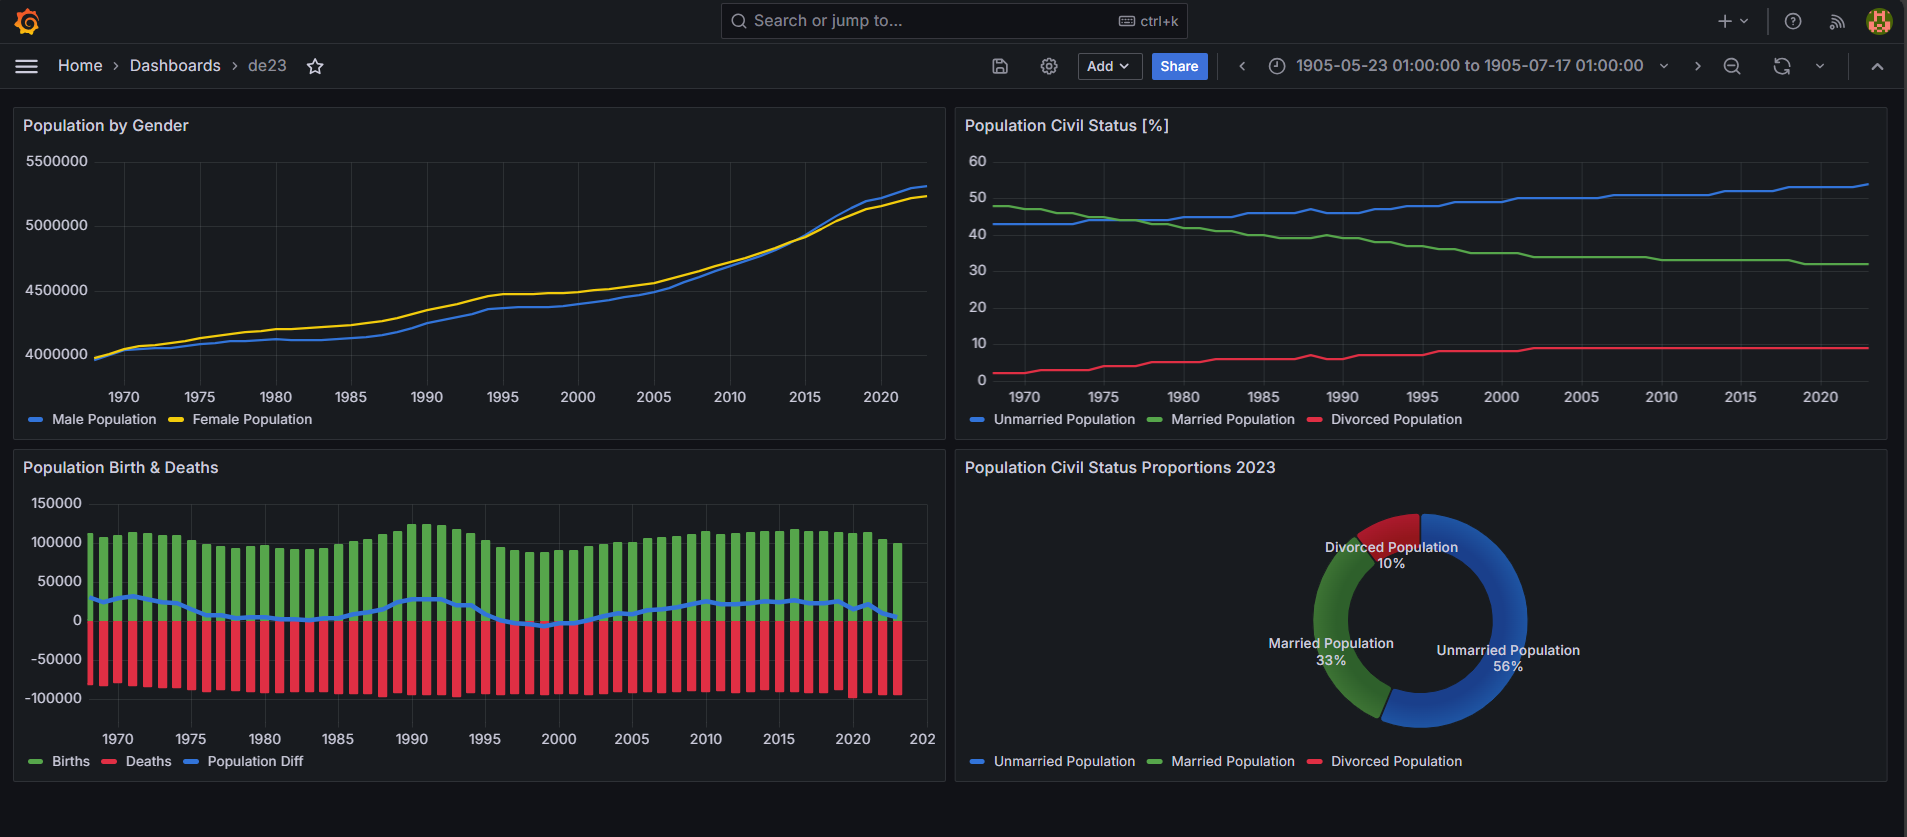 Search or jump to... ctrl+k
Home > Dashboards > de23 Add Share 1905-05-23 01:00:00 to 1905-07-17 01:00:00
Population by Gender
5500000
5000000
4500000
4000000
1970 1975 1980 1985 1990 1995 2000 2005 2010 2015 2020
Male Population Female Population
Population Civil Status [%]
60
50
40
30
20
10
0
1970 1975 1980 1985 1990 1995 2000 2005 2010 2015 2020
Unmarried Population Married Population Divorced Population
Population Birth & Deaths
150000
100000
50000
0
-50000
-100000
1970 1975 1980 1985 1990 1995 2000 2005 2010 2015 2020 202
Births Deaths Population Diff
Population Civil Status Proportions 2023
Divorced Population
10%
Married Population
33%
Unmarried Population
56%
Unmarried Population Married Population Divorced Population